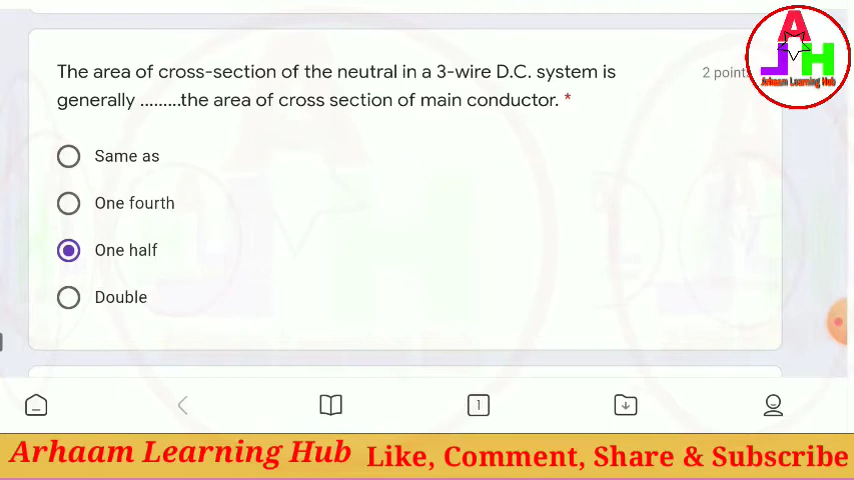 The area of cross-section of the neutral in a 3-wire D.C. system is
generally .........the area of cross section of main conductor. *
2 point
A
J H
Arhaam Learning Hub
Same as
One fourth
One half
Double
1
Arhaam Learning Hub Like, Comment, Share & Subscribe